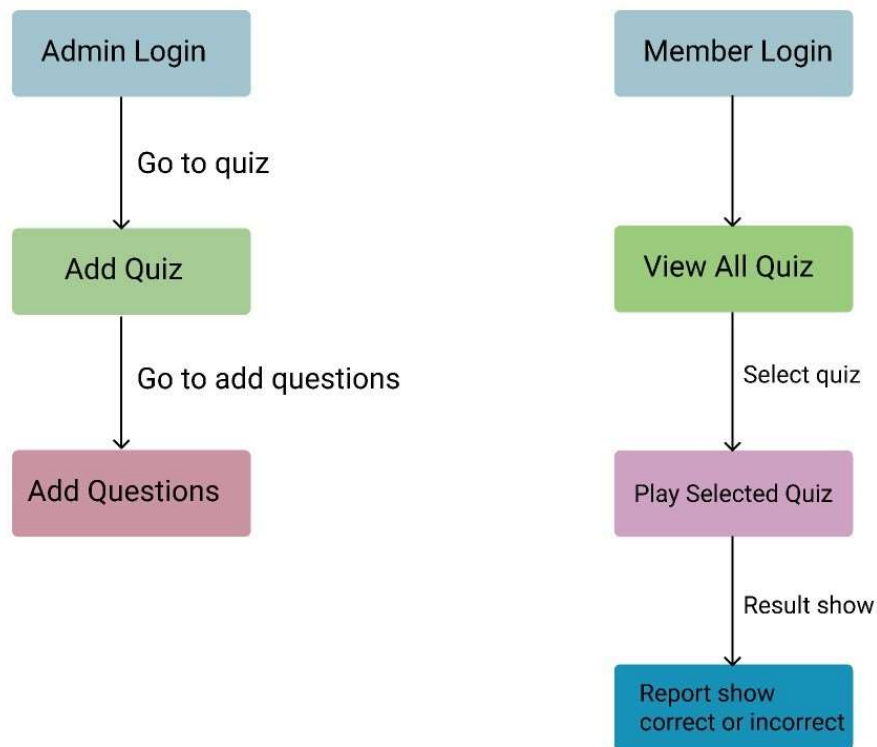 Admin Login
Go to quiz
Add Quiz
Go to add questions
Add Questions
Member Login
View All Quiz
Select quiz
Play Selected Quiz
Result show
Report show
correct or incorrect